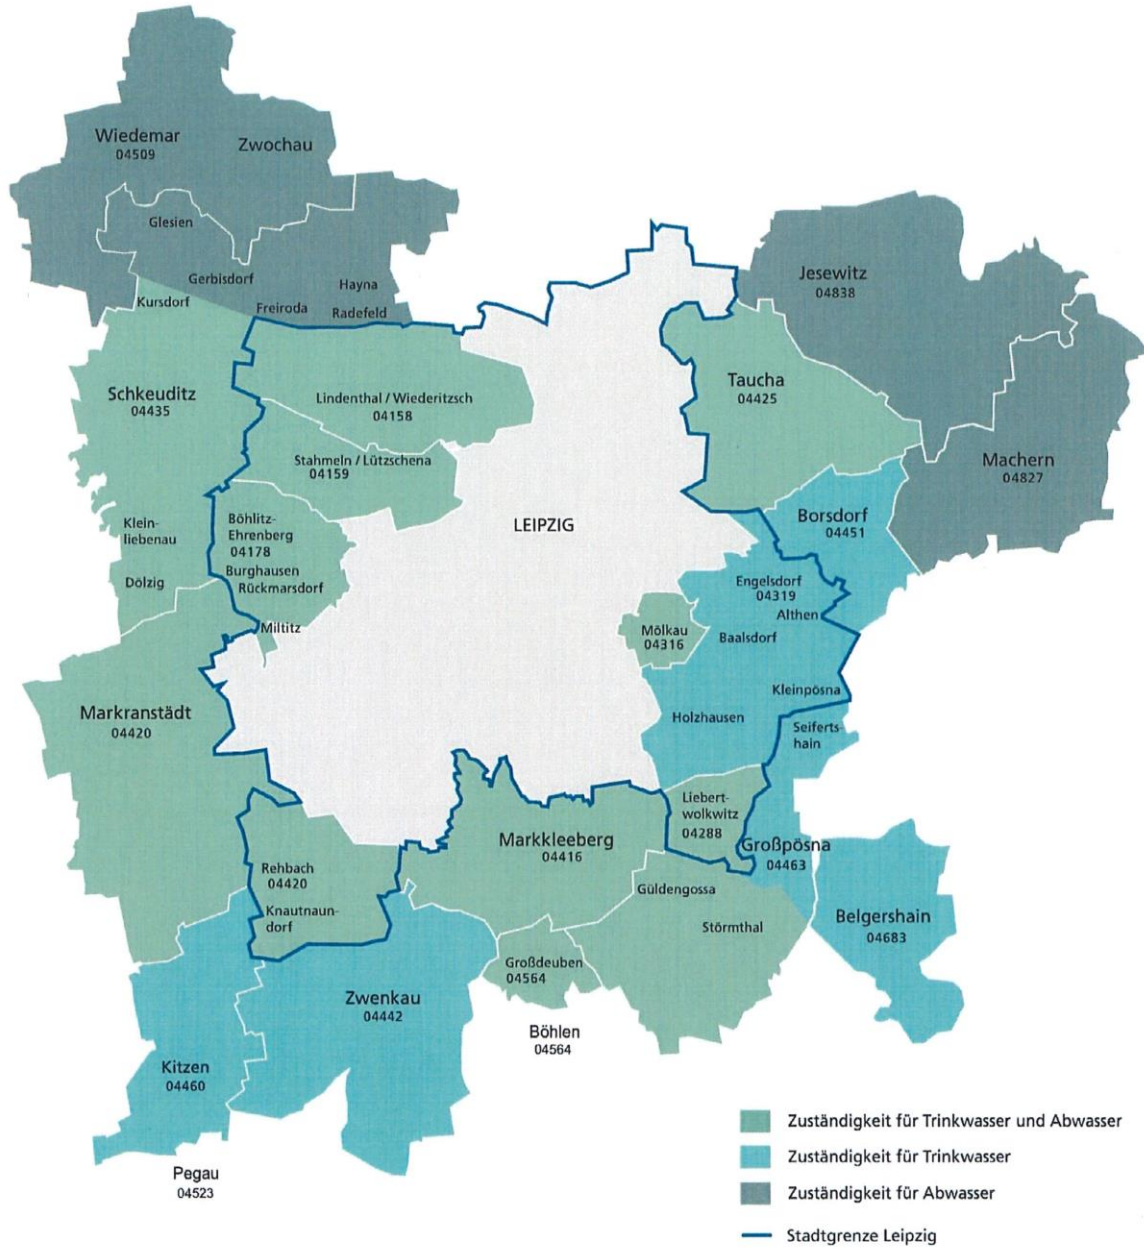 Wiedemar
04509
Zwochau
Glesien
Gerbisdorf
Hayna
Kursdorf
Freiroda
Radefeld
Jesewitz
04838
Schkeuditz
04435
Lindenthal / Wiederitzsch
04158
Taucha
04425
Stahmeln / Lützschena
04159
Machern
04827
Klein-
liebenau
Böhlitz-
Ehrenberg
04178
Burghausen
Rückmarsdorf
LEIPZIG
Borsdorf
04451
Dölzig
Engelsdorf
04319
Althen
Miltitz
Mölkau
04316
Baalsdorf
Kleinpösna
Markranstädt
04420
Holzhausen
Seiferts-
hain
Liebert-
wolkwitz
04288
Markkleeberg
04416
Großpösna
04463
Rehbach
04420
Knautnaun-
dorf
Güldengossa
Störmthal
Belgershain
04683
Großdeuben
04564
Zwenkau
04442
Böhlen
04564
Kitzen
04460
Pegau
04523
Zuständigkeit für Trinkwasser und Abwasser
Zuständigkeit für Trinkwasser
Zuständigkeit für Abwasser
Stadtgrenze Leipzig